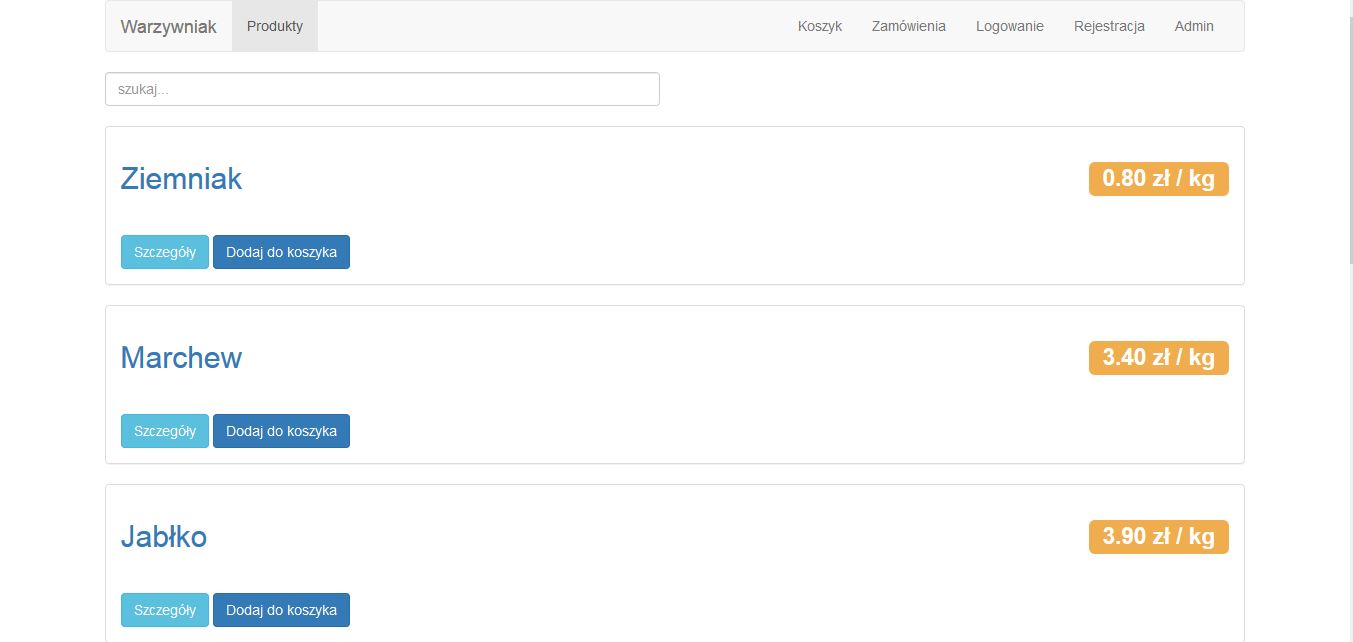 Warzywniak Produkty Koszyk Zamówienia Logowanie Rejestracja Admin
szukaj...
Ziemniak 0.80 zł / kg
Szczegóły Dodaj do koszyka
Marchew 3.40 zł / kg
Szczegóły Dodaj do koszyka
Jabłko 3.90 zł / kg
Szczegóły Dodaj do koszyka